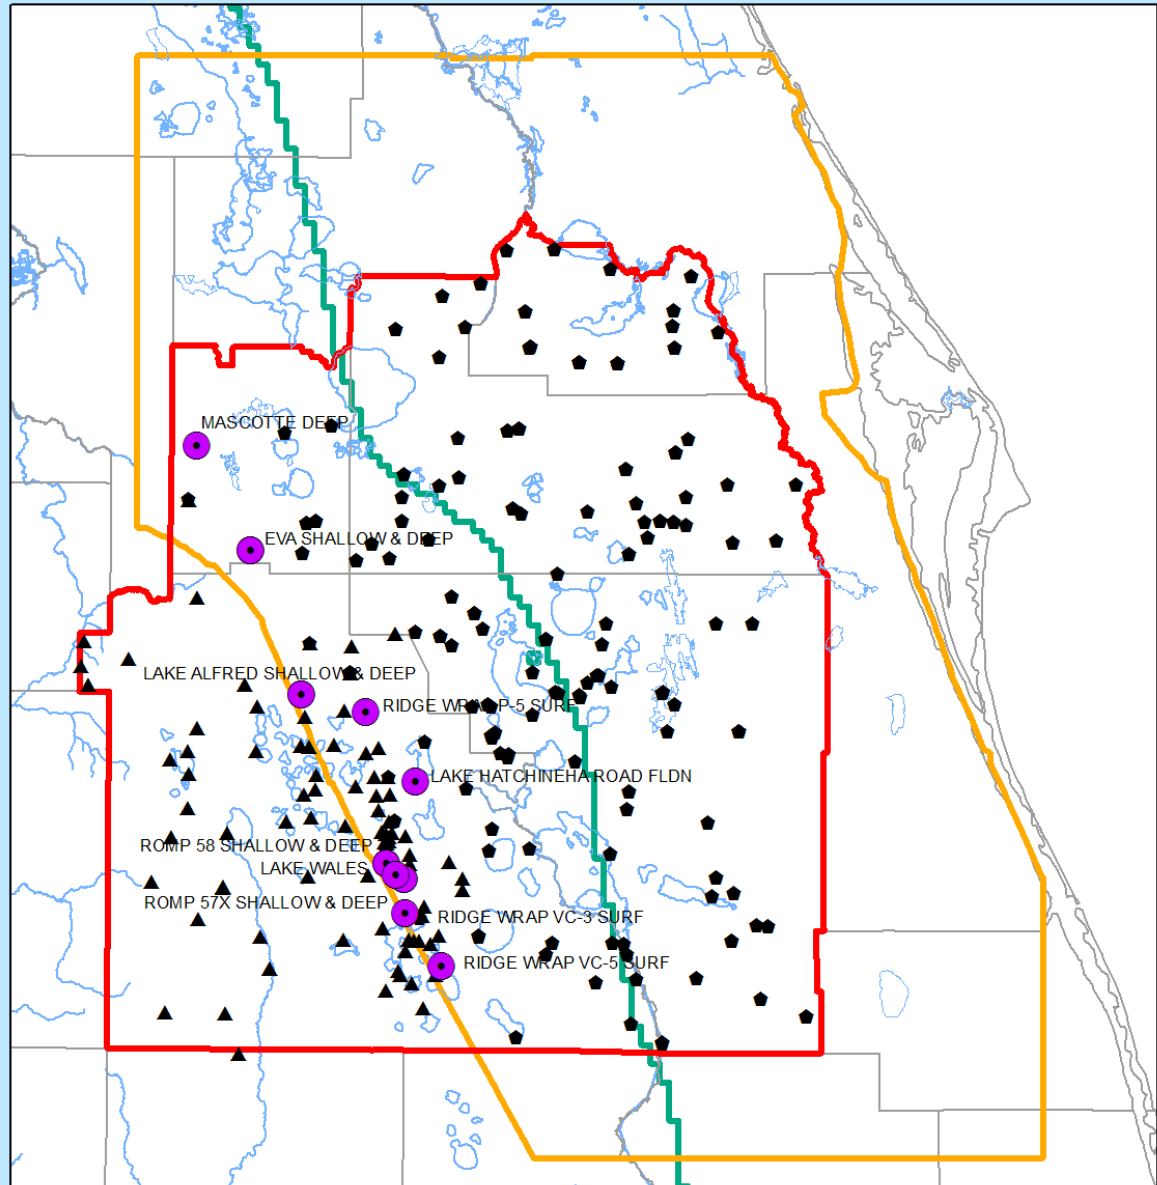 MASCOTTE DEEP
EVA SHALLOW & DEEP
LAKE ALFRED SHALLOW & DEEP
RIDGE WRAP P-5 SURF
LAKE HATCHINEHA ROAD FLDN
ROMP 58 SHALLOW & DEEP
LAKE WALES
ROMP 57X SHALLOW & DEEP
RIDGE WRAP VC-3 SURF
RIDGE WRAP VC-5 SURF